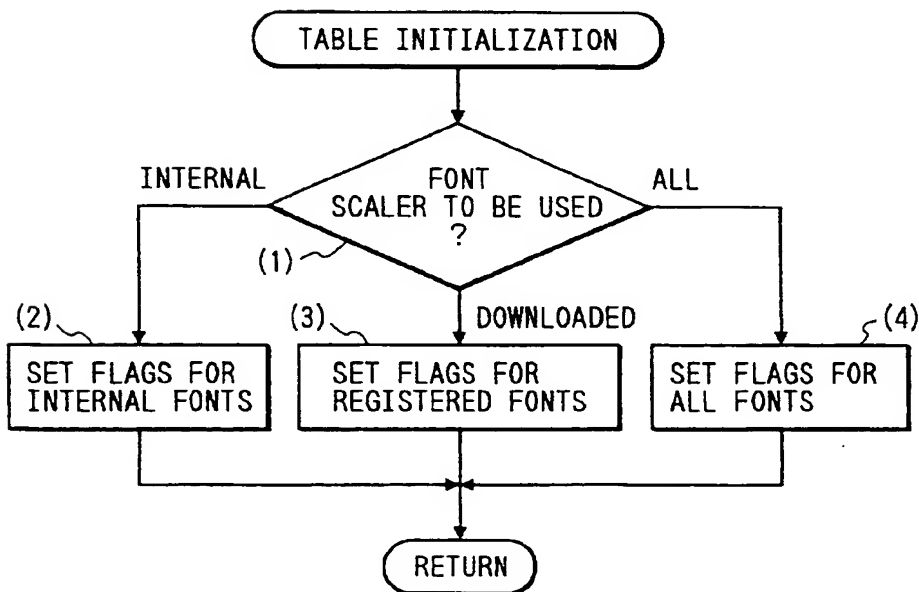 TABLE INITIALIZATION
INTERNAL
FONT
SCALER TO BE USED
?
ALL
(1)
DOWNLOADED
(2)
SET FLAGS FOR
INTERNAL FONTS
(3)
SET FLAGS FOR
REGISTERED FONTS
(4)
SET FLAGS FOR
ALL FONTS
RETURN